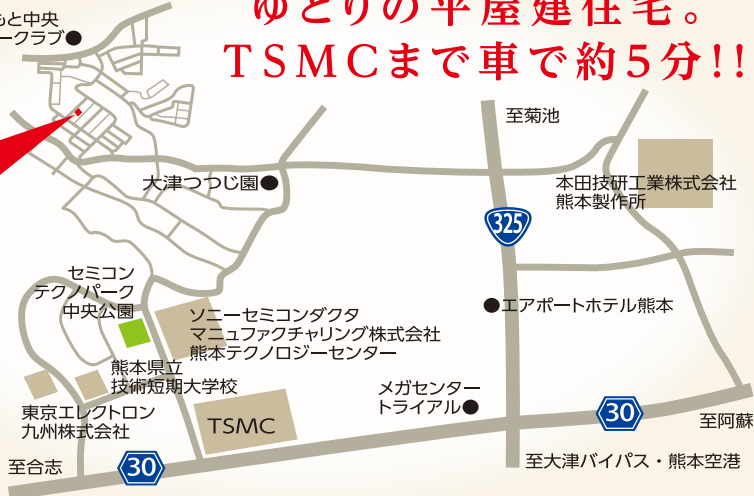 ゆとりの平屋建住宅。
TSMCまで車で約5分!!
もと中央
ークラブ
至菊池
大津つつじ園
本田技研工業株式会社
熊本製作所
325
セミコン
テクノパーク
中央公園
ソニーセミコンダクタ
マニュファクチャリング株式会社
熊本テクノロジーセンター
エアポートホテル熊本
熊本県立
技術短期大学校
メガセンター
トライアル
東京エレクトロン
九州株式会社
TSMC
30
至阿蘇
至合志
30
至大津バイパス・熊本空港